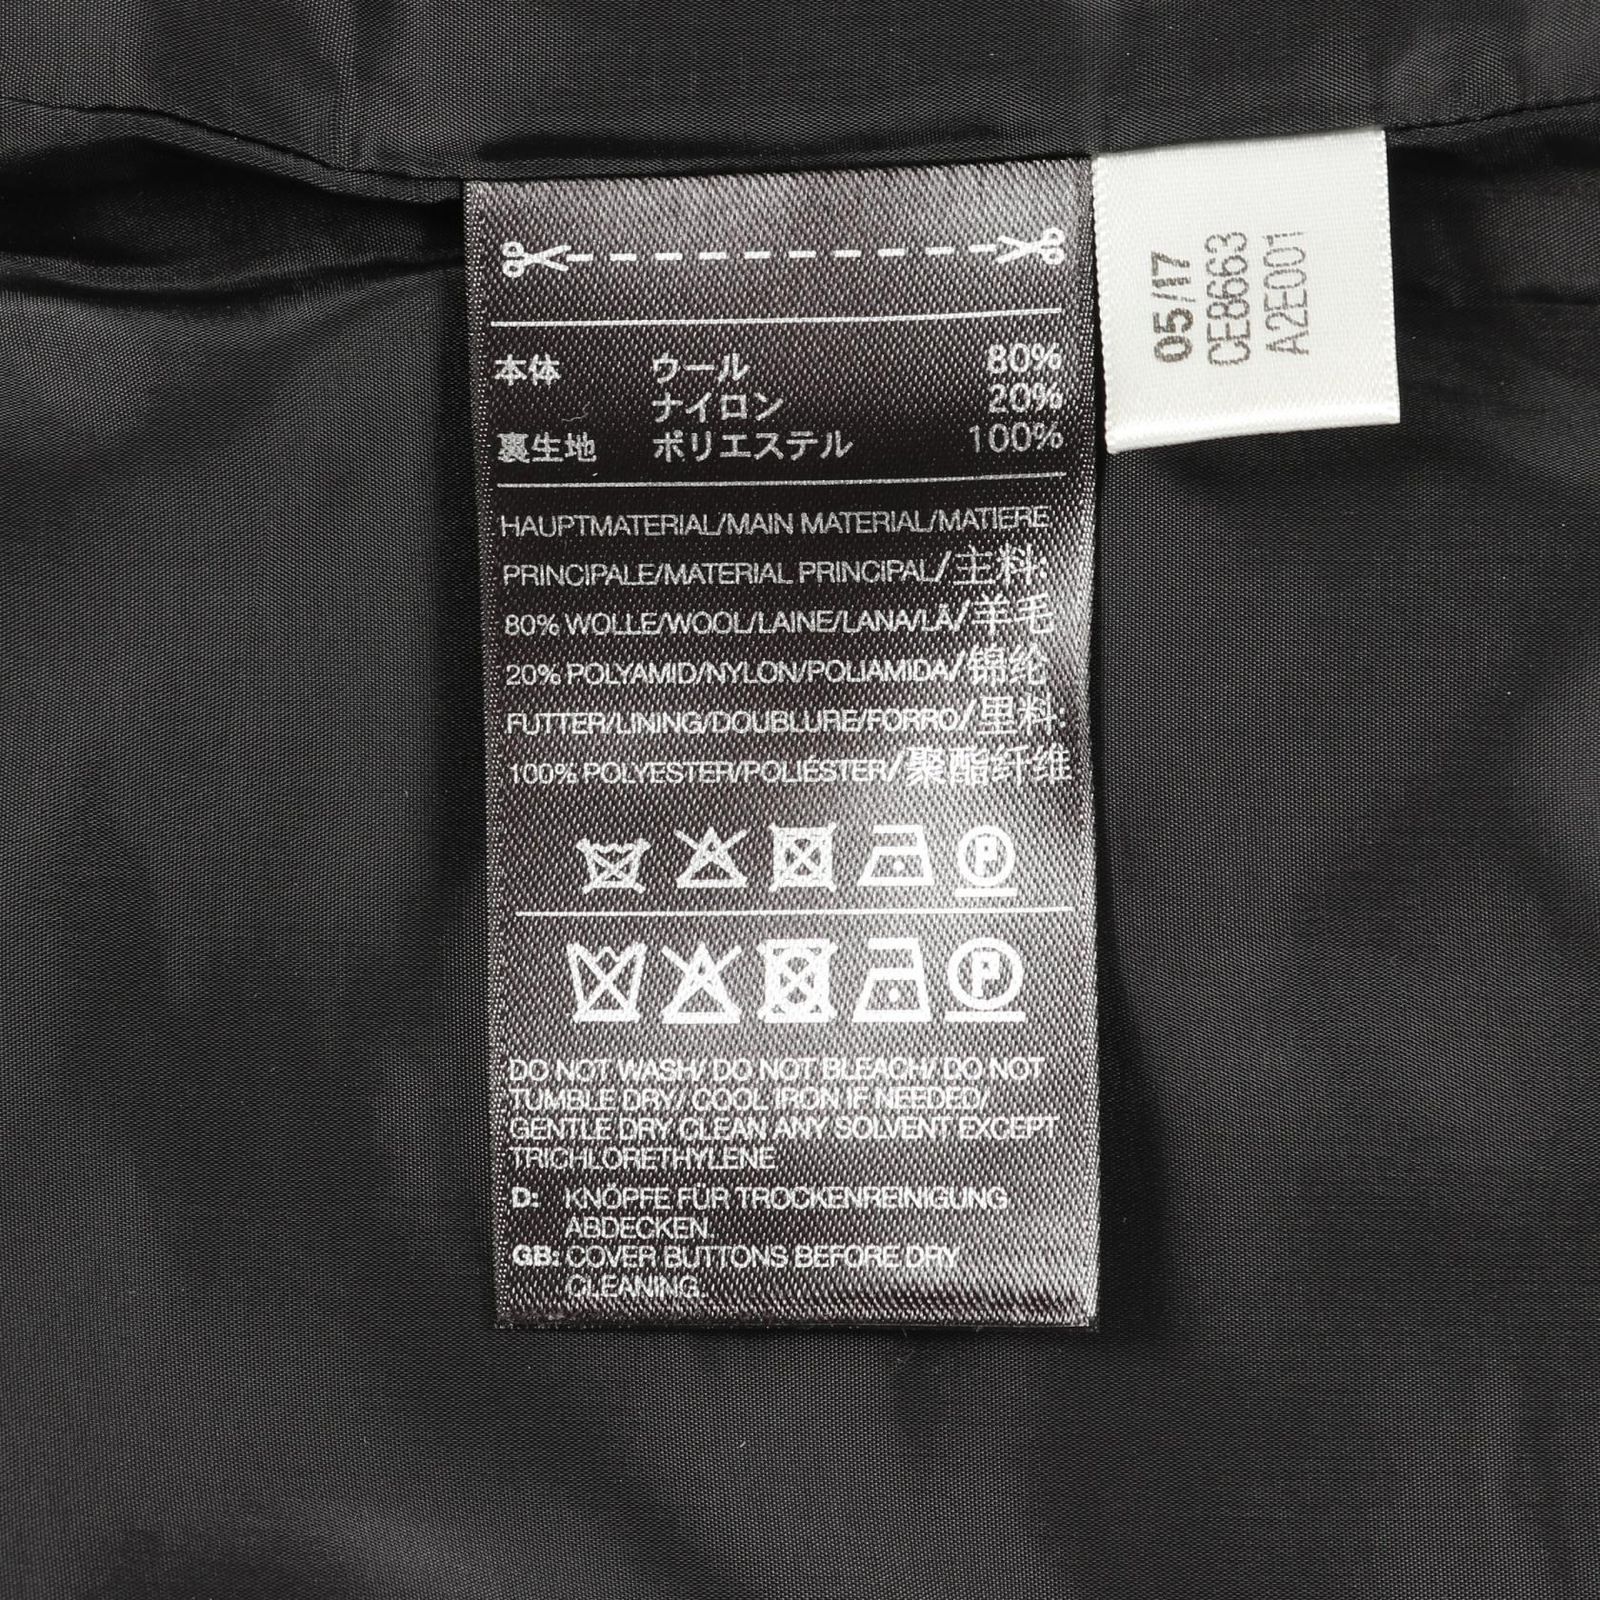 本体 ウール 80%
ナイロン 20%
裏生地 ポリエステル 100%
HAUPTMATERIAL/MAIN MATERIAL/MATIERE
PRINCIPALE/MATERIAL PRINCIPAL/主料:
80% WOLLE/WOOL/LAINE/LANA/LÃ/羊毛
20% POLYAMID/NYLON/POLIAMIDA/锦纶
FUTTER/LINING/DOUBLURE/FORRO/里料:
100% POLYESTER/POLIESTER/聚酯纤维
P
P
DO NOT WASH/ DO NOT BLEACH/ DO NOT
TUMBLE DRY/ COOL IRON IF NEEDED/
GENTLE DRY CLEAN ANY SOLVENT EXCEPT
TRICHLORETHYLENE
D: KNÖPFE FÜR TROCKENREINIGUNG
ABDECKEN.
GB: COVER BUTTONS BEFORE DRY
CLEANING.
05/17
CE8663
A2E001